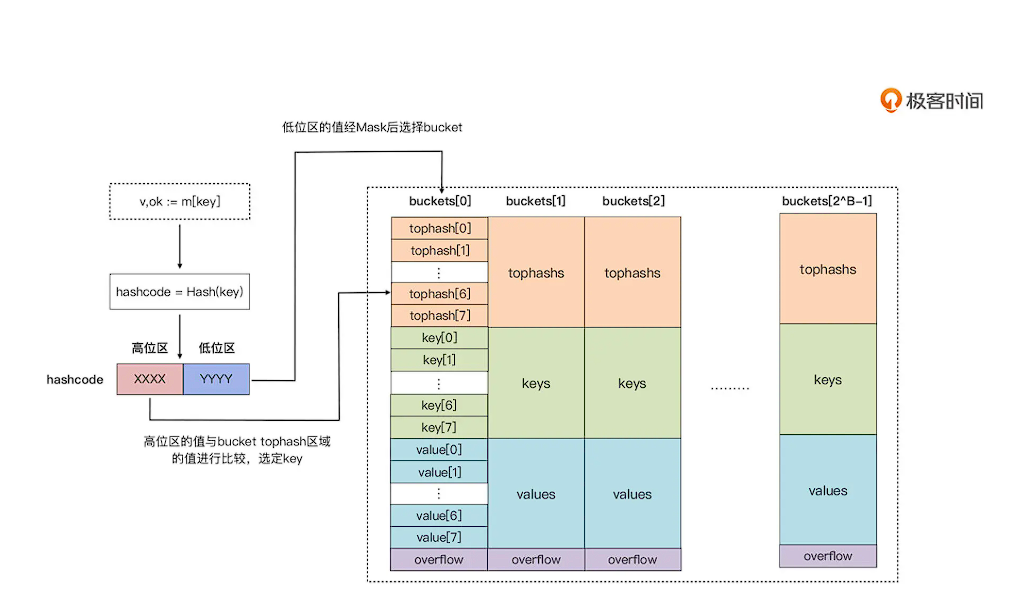 极客时间
低位区的值经Mask后选择bucket
v,ok := m[key]
hashcode = Hash(key)
高位区 低位区
hashcode XXXX YYYY
高位区的值与bucket tophash区域
的值进行比较，选定key
buckets[0] buckets[1] buckets[2] buckets[2^B-1]
tophash[0]
tophash[1]
⋮
tophash[6]
tophash[7]
tophashs tophashs tophashs
key[0]
key[1]
⋮
key[6]
key[7]
keys keys ......... keys
value[0]
value[1]
⋮
value[6]
value[7]
values values values
overflow overflow overflow overflow